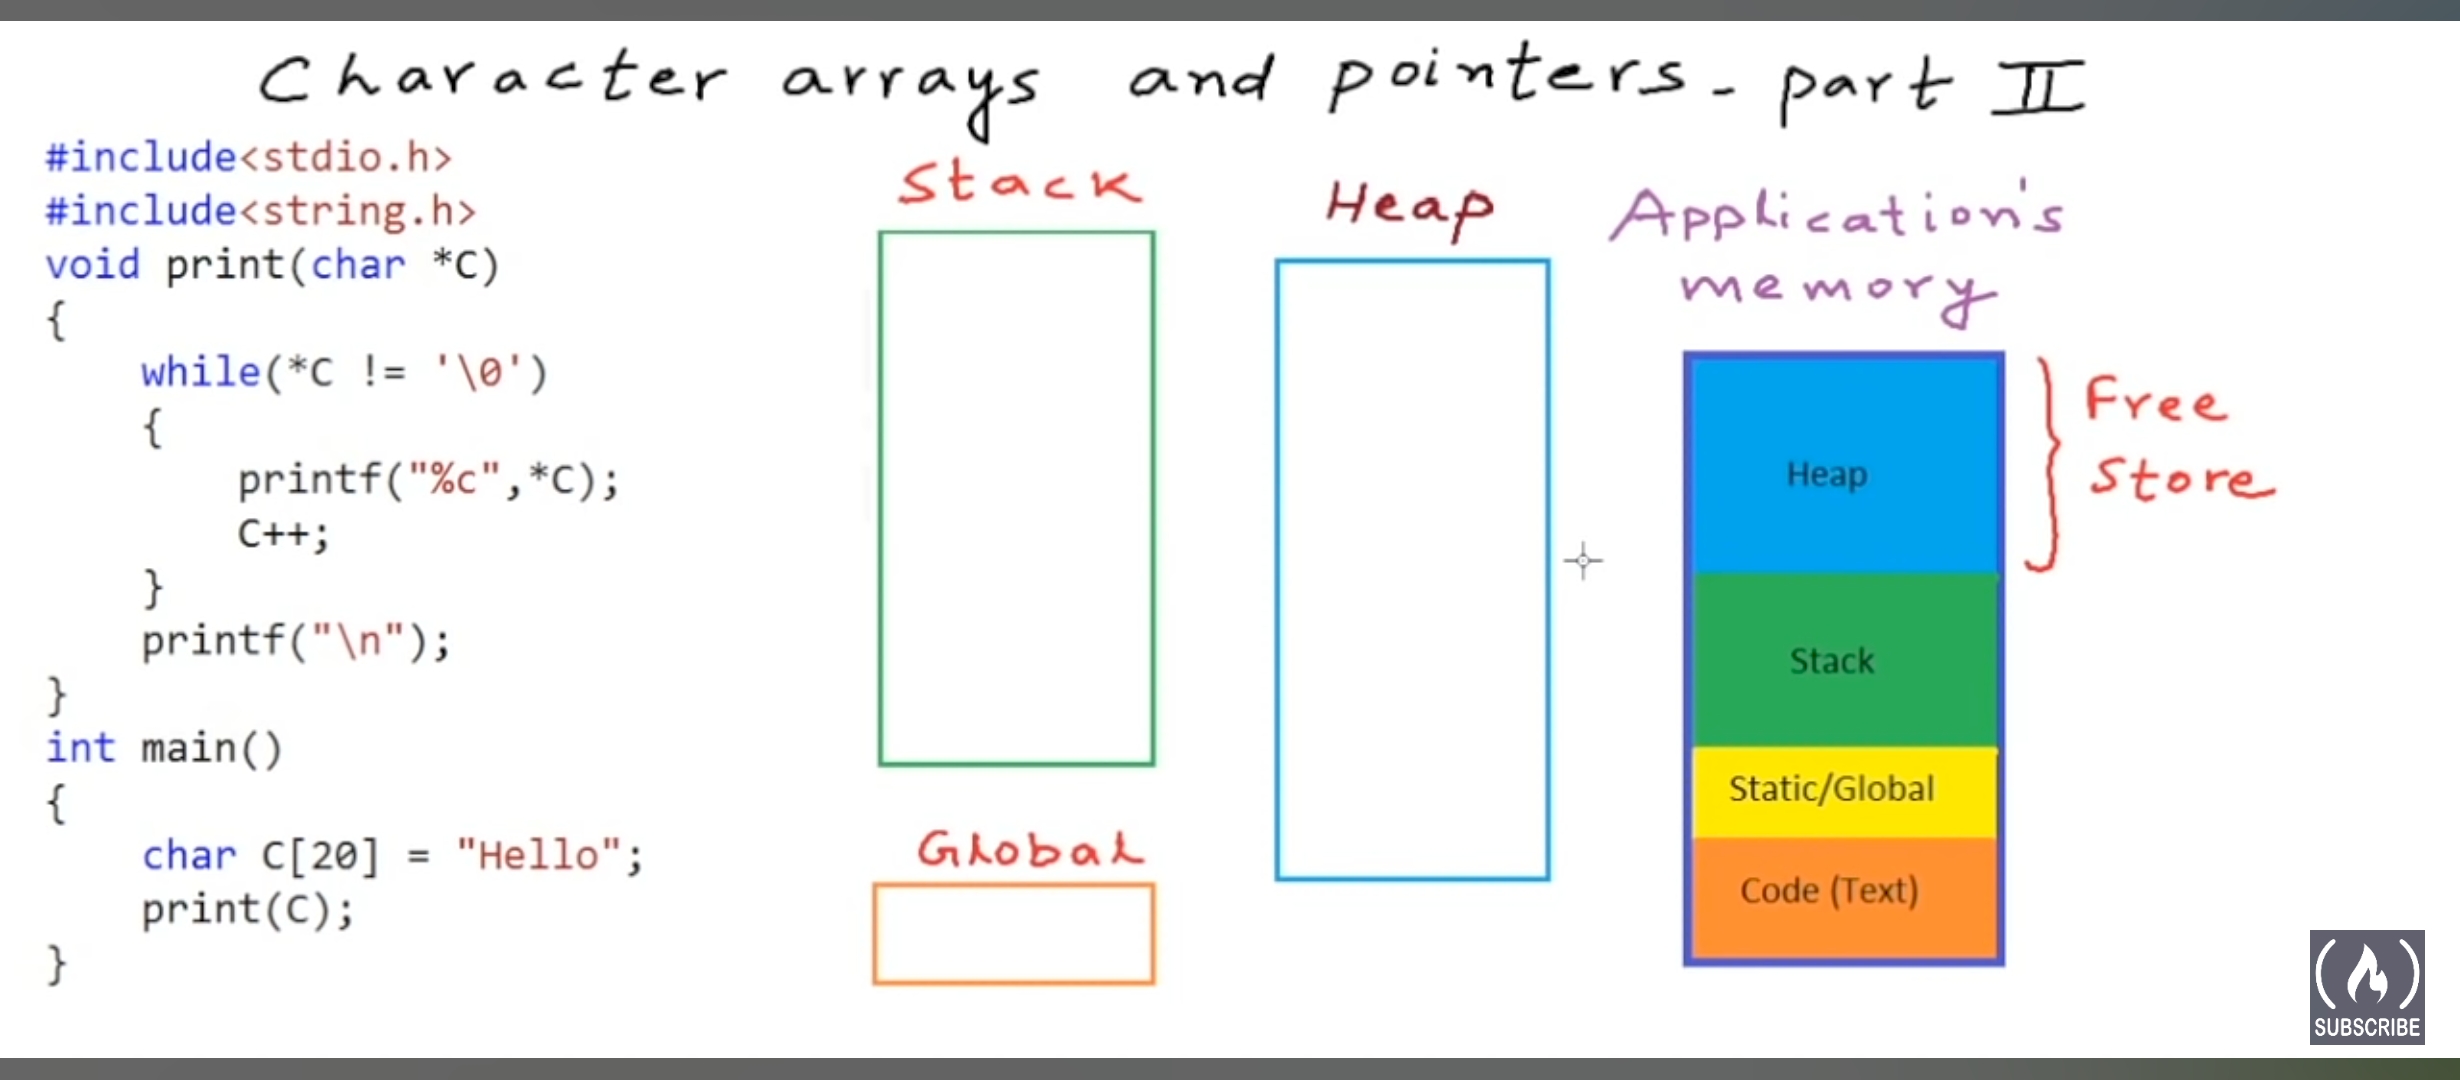 Character arrays and pointers - part II
#include<stdio.h>
#include<string.h>
void print(char *C)
{
    while(*C != '\0')
    {
        printf("%c",*C);
        C++;
    }
    printf("\n");
}
int main()
{
    char C[20] = "Hello";
    print(C);
}
Stack
Global
Heap
Application's
memory
Heap
Stack
Static/Global
Code (Text)
Free
Store
SUBSCRIBE